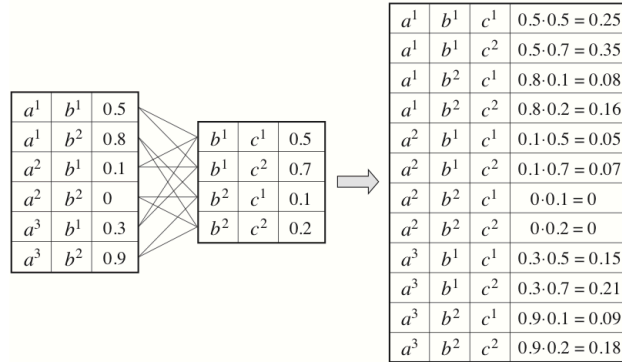 a¹ b¹ 0.5
a¹ b² 0.8
a² b¹ 0.1
a² b² 0
a³ b¹ 0.3
a³ b² 0.9
b¹ c¹ 0.5
b¹ c² 0.7
b² c¹ 0.1
b² c² 0.2
a¹ b¹ c¹ 0.5·0.5 = 0.25
a¹ b¹ c² 0.5·0.7 = 0.35
a¹ b² c¹ 0.8·0.1 = 0.08
a¹ b² c² 0.8·0.2 = 0.16
a² b¹ c¹ 0.1·0.5 = 0.05
a² b¹ c² 0.1·0.7 = 0.07
a² b² c¹ 0·0.1 = 0
a² b² c² 0·0.2 = 0
a³ b¹ c¹ 0.3·0.5 = 0.15
a³ b¹ c² 0.3·0.7 = 0.21
a³ b² c¹ 0.9·0.1 = 0.09
a³ b² c² 0.9·0.2 = 0.18